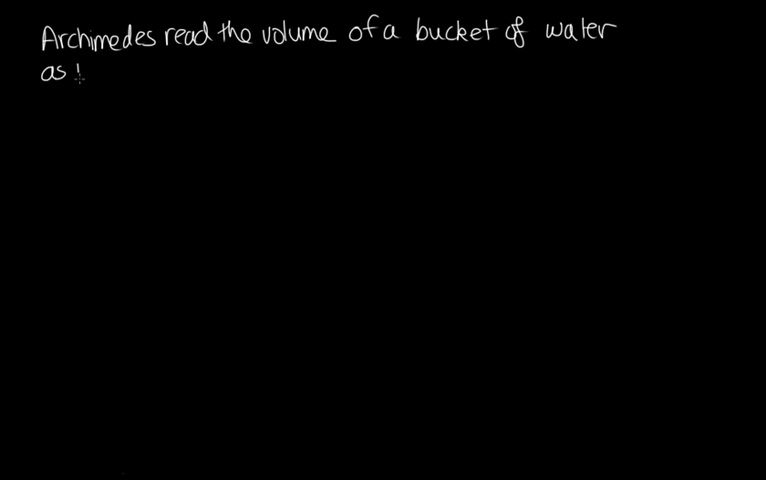 Archimedes read the volume of a bucket of water
as